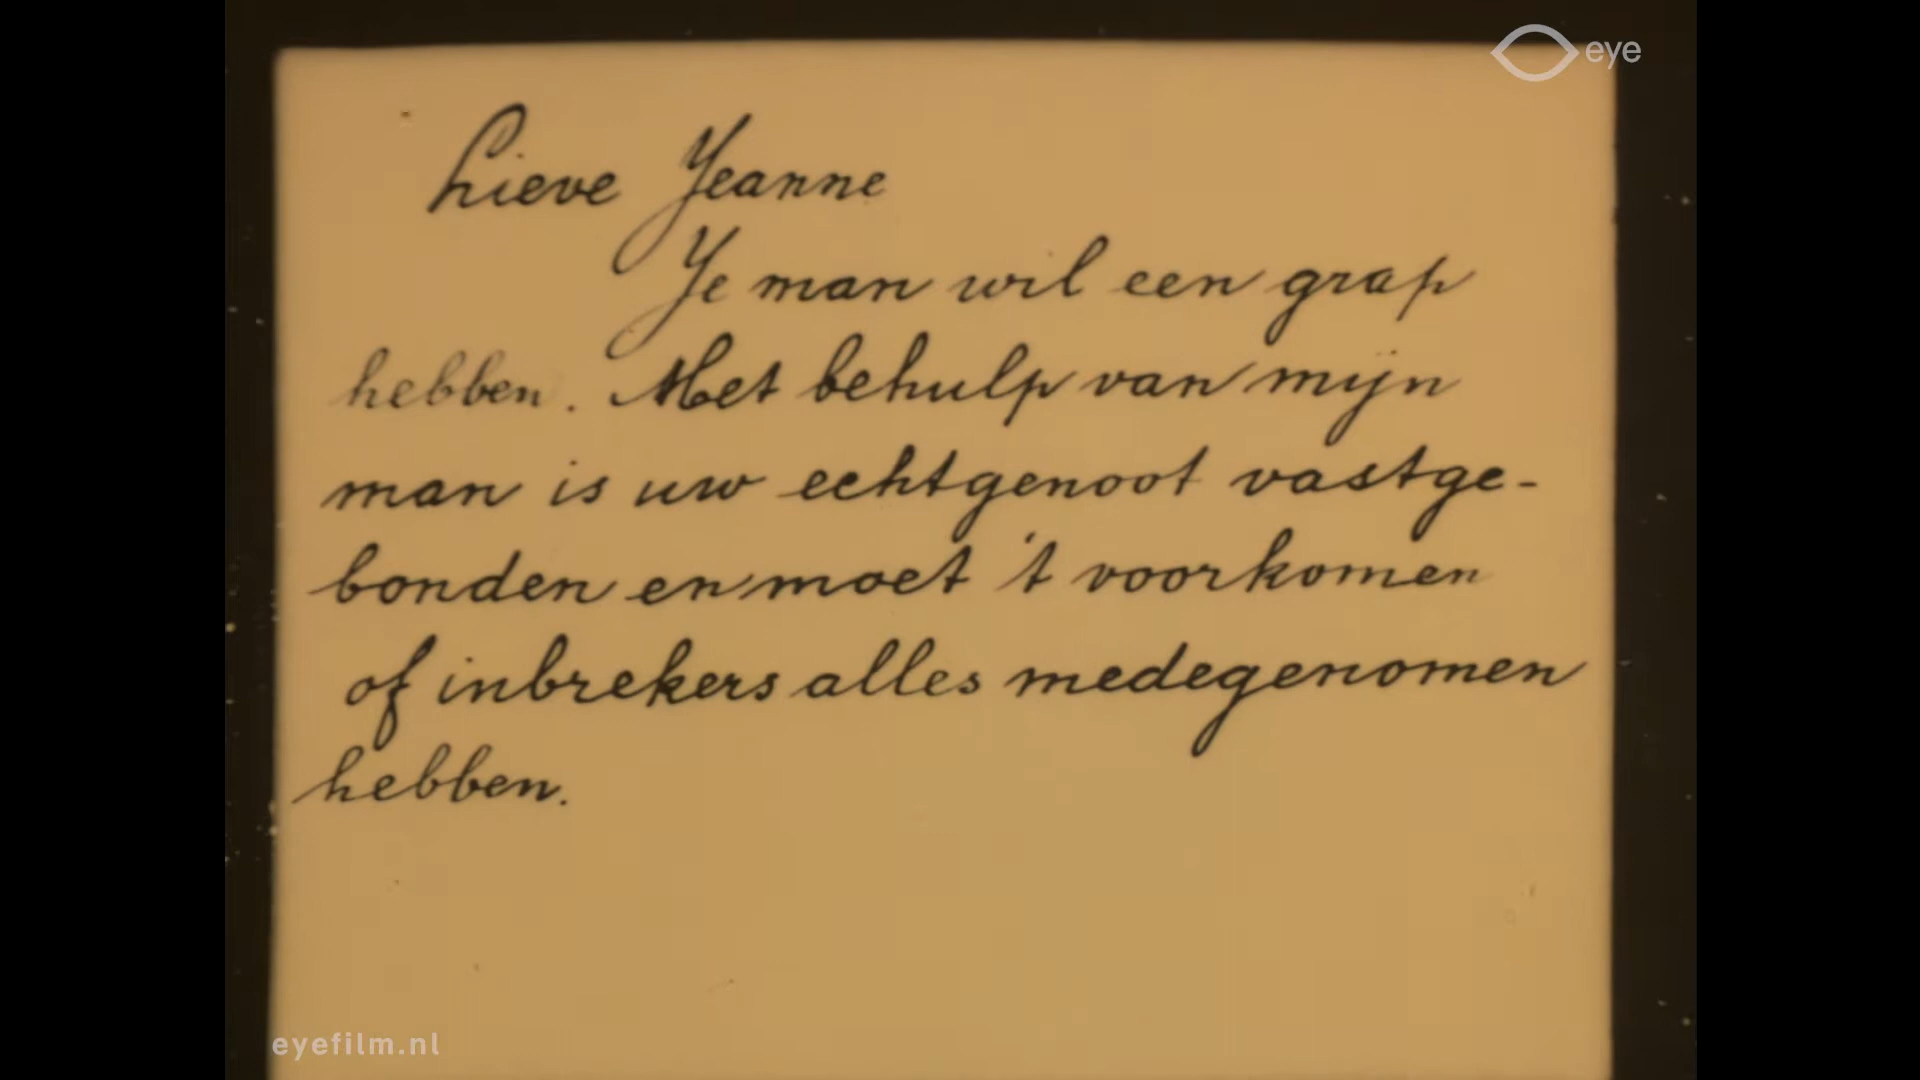 eye
Lieve Jeanne
Je man wil een grap
hebben. Met behulp van mijn
man is uw echtgenoot vastge-
bonden en moet 't voorkomen
of inbrekers alles medegenomen
hebben.
eyefilm.nl